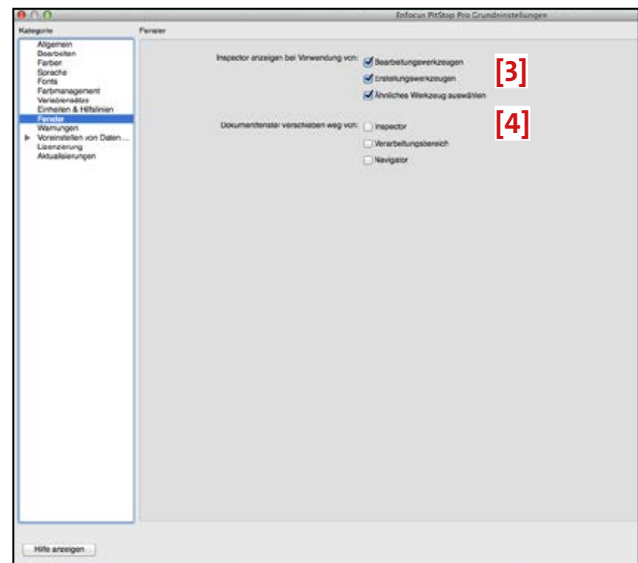 Enfocus PitStop Pro Grundeinstellungen
Kategorie
Fenster
Allgemein
Bearbeiten
Farben
Sprache
Fonts
Farbmanagement
Variablensätze
Einheiten & Hilfslinien
Fenster
Warnungen
Voreinstellen von Daten...
Lizenzierung
Aktualisierungen
Inspector anzeigen bei Verwendung von:
Bearbeitungswerkzeugen
Erstellungswerkzeugen
Ähnliches Werkzeug auswählen
[3]
Dokumentfenster verschieben weg von:
Inspector
Verarbeitungsbereich
Navigator
[4]
Hilfe anzeigen